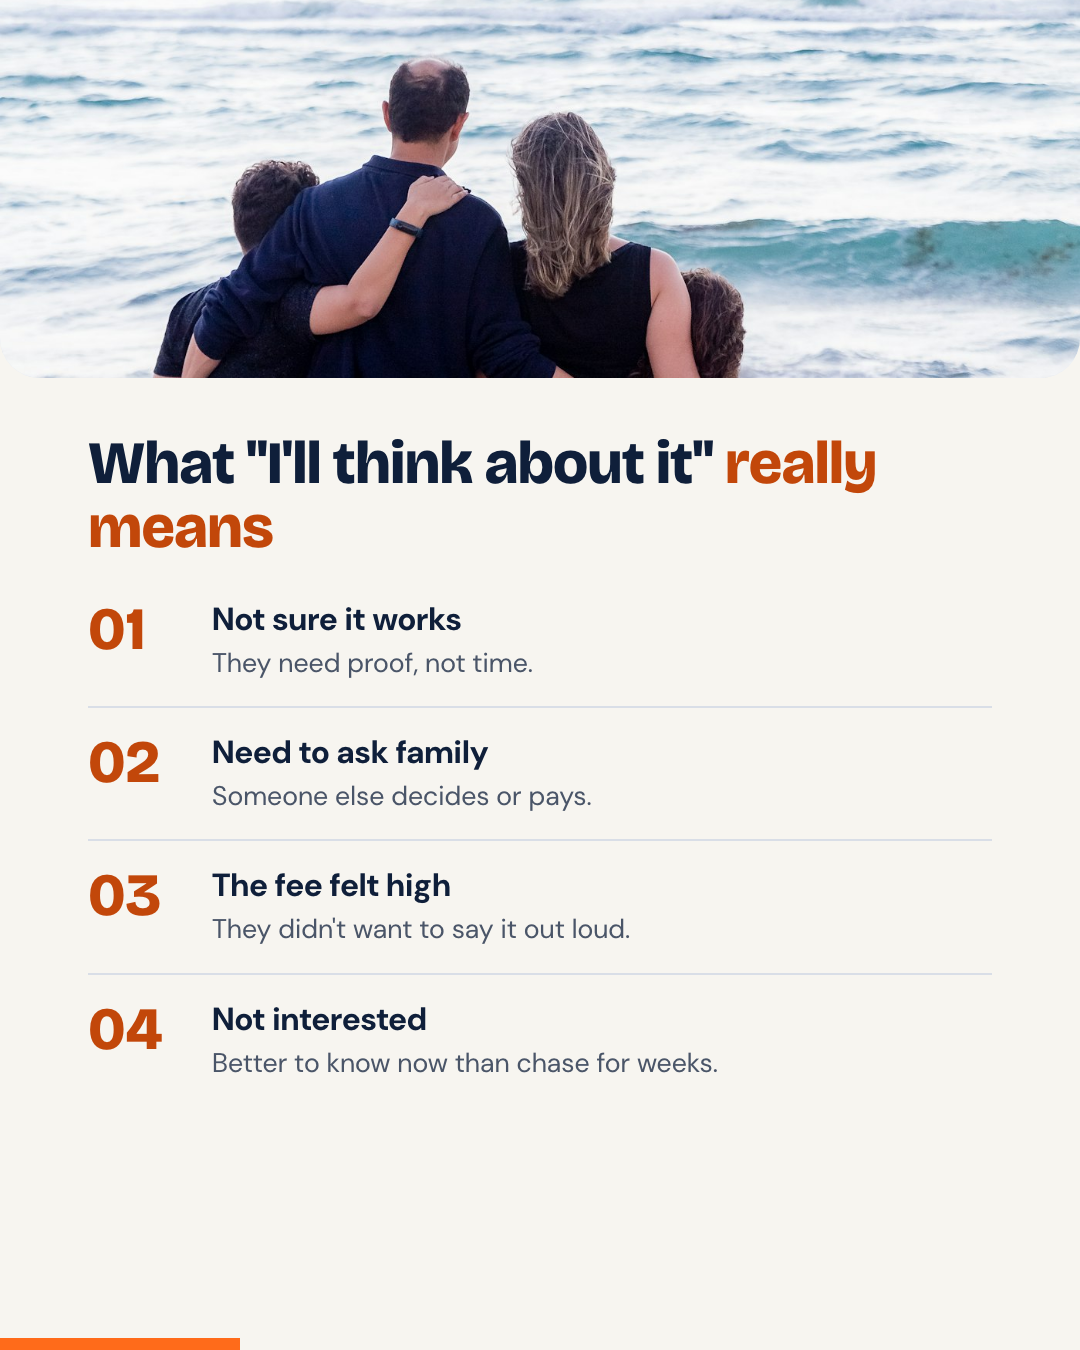 What "I'll think about it" really
means
01
Not sure it works
They need proof, not time.
02
Need to ask family
Someone else decides or pays.
03
The fee felt high
They didn't want to say it out loud.
04
Not interested
Better to know now than chase for weeks.